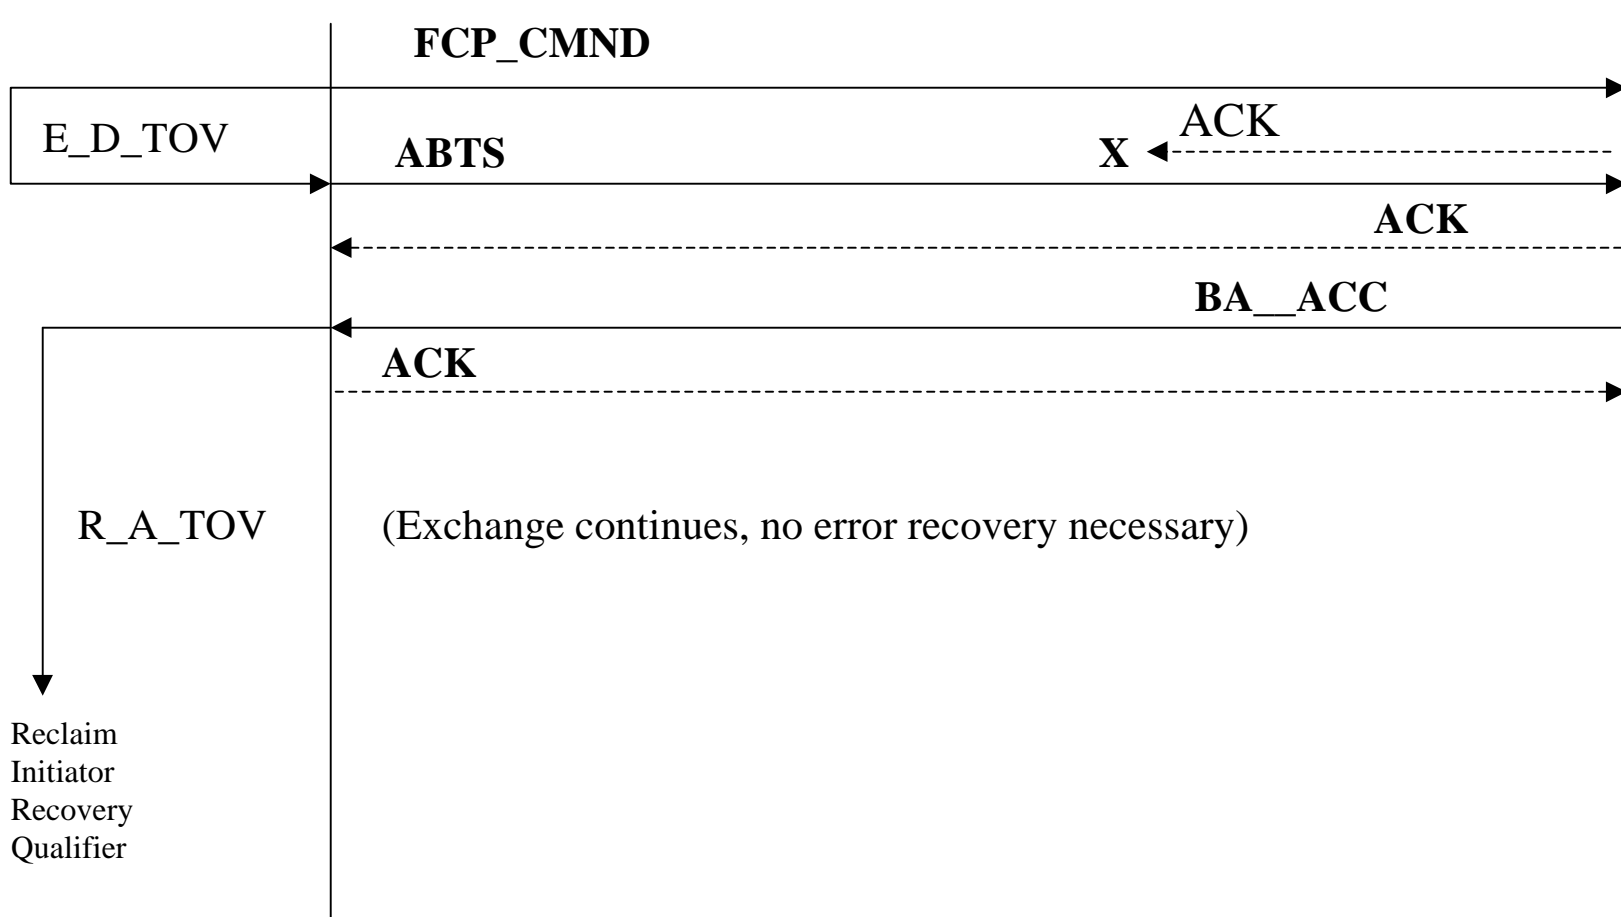 FCP_CMND
E_D_TOV
ABTS
X
ACK
ACK
BA__ACC
ACK
R_A_TOV
(Exchange continues, no error recovery necessary)
Reclaim
Initiator
Recovery
Qualifier